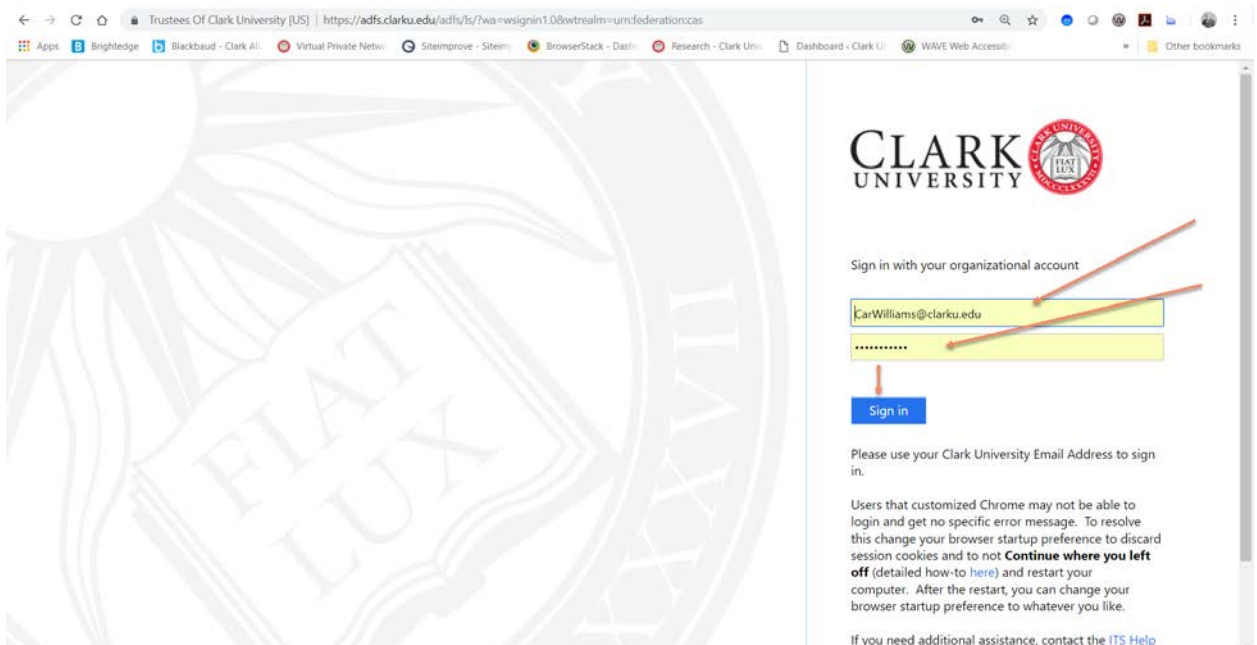 Trustees Of Clark University [US] | https://adfs.clarku.edu/adfs/ls/?wa=wsignin1.0&wtrealm=urn:federation:cas
Apps Brightedge Blackbaud - Clark Al Virtual Private Netw Siteimprove - Siteim BrowserStack - Dash Research - Clark Uni Dashboard ‹ Clark U WAVE Web Accessib » Other bookmarks
CLARK
UNIVERSITY
CLARK UNIVERSITY
FIAT
LUX
MDCCCLXXXVII
Sign in with your organizational account
CarWilliams@clarku.edu
•••••••••••
Sign in
Please use your Clark University Email Address to sign
in.
Users that customized Chrome may not be able to
login and get no specific error message. To resolve
this change your browser startup preference to discard
session cookies and to not Continue where you left
off (detailed how-to here) and restart your
computer. After the restart, you can change your
browser startup preference to whatever you like.
If you need additional assistance, contact the ITS Help
FIAT
LUX